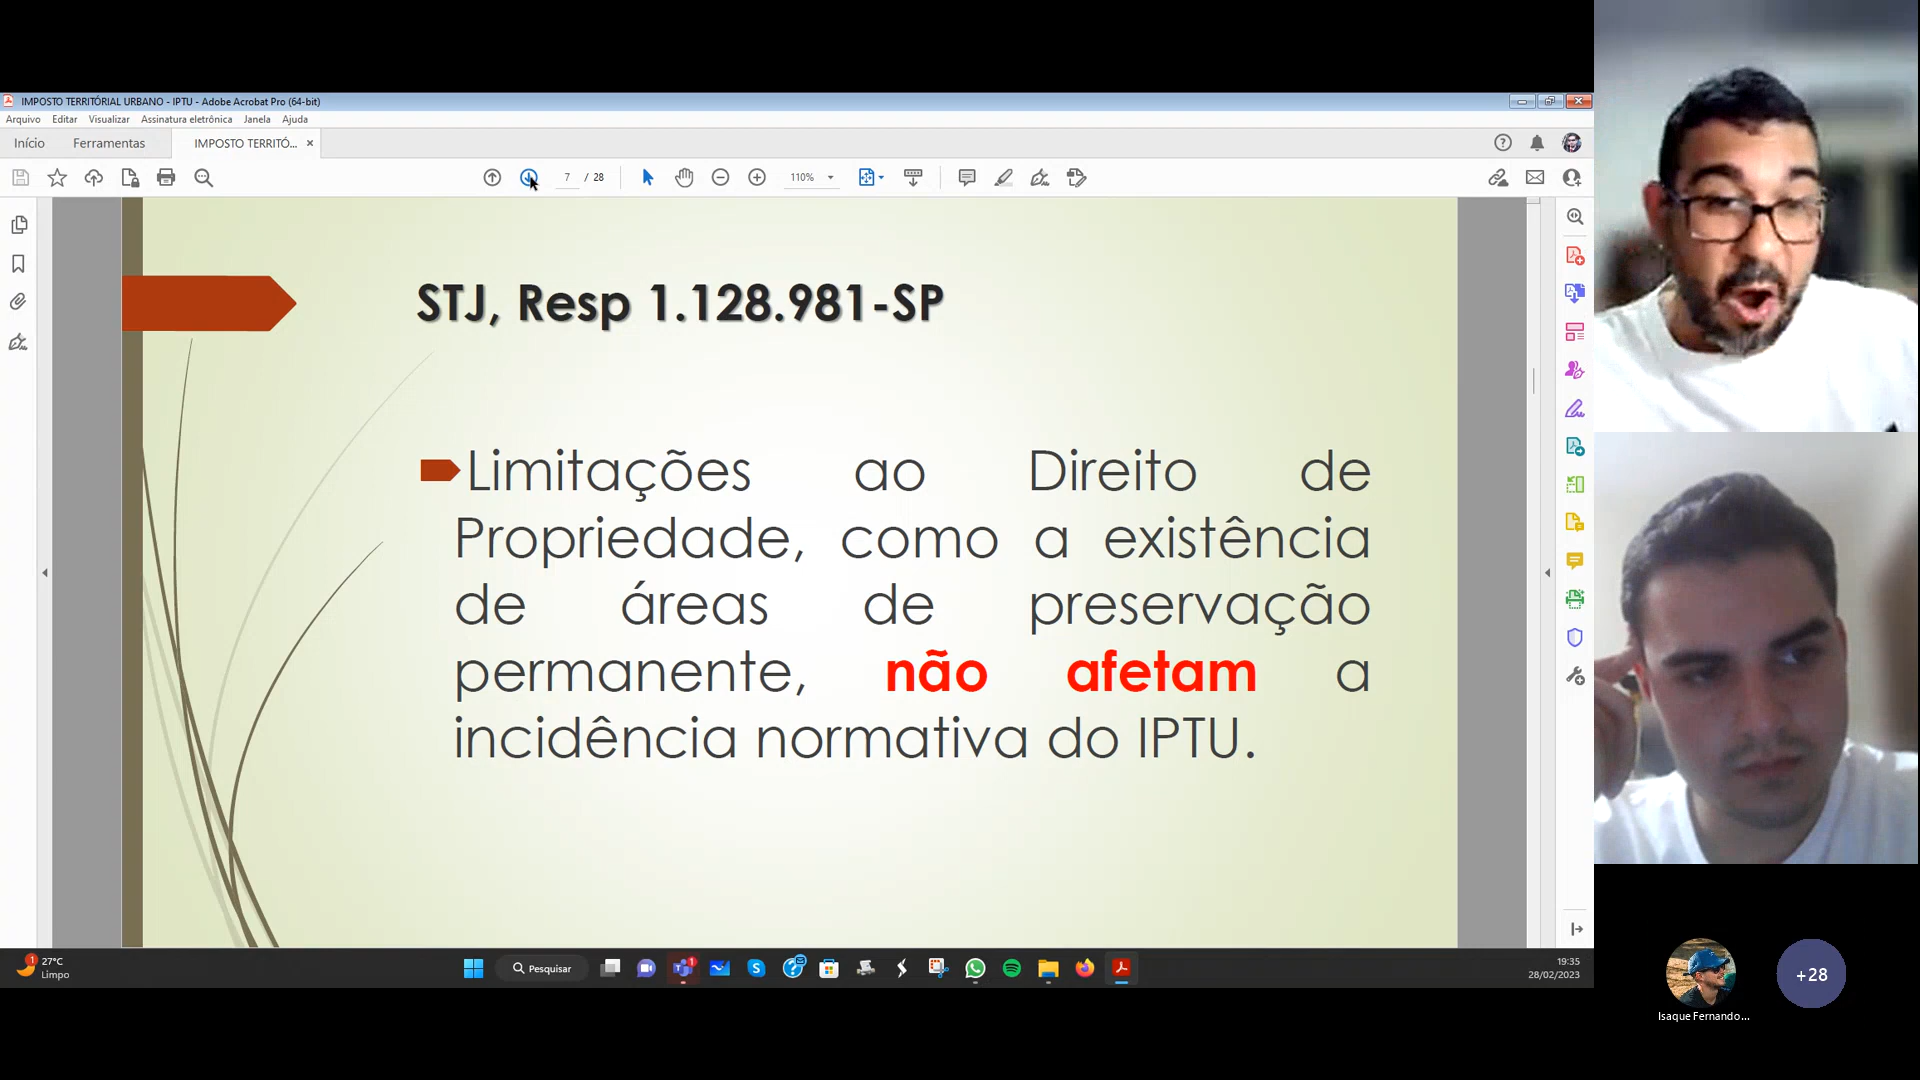 IMPOSTO TERRITÓRIAL URBANO - IPTU - Adobe Acrobat Pro (64-bit)
Arquivo Editar Visualizar Assinatura eletrônica Janela Ajuda
Início Ferramentas IMPOSTO TERRITÓ... ×
7 / 28 110%
STJ, Resp 1.128.981-SP
Limitações ao Direito de
Propriedade, como a existência
de áreas de preservação
permanente, não afetam a
incidência normativa do IPTU.
1
27°C
Limpo
Pesquisar
1
19:35
28/02/2023
+28
Isaque Fernando...